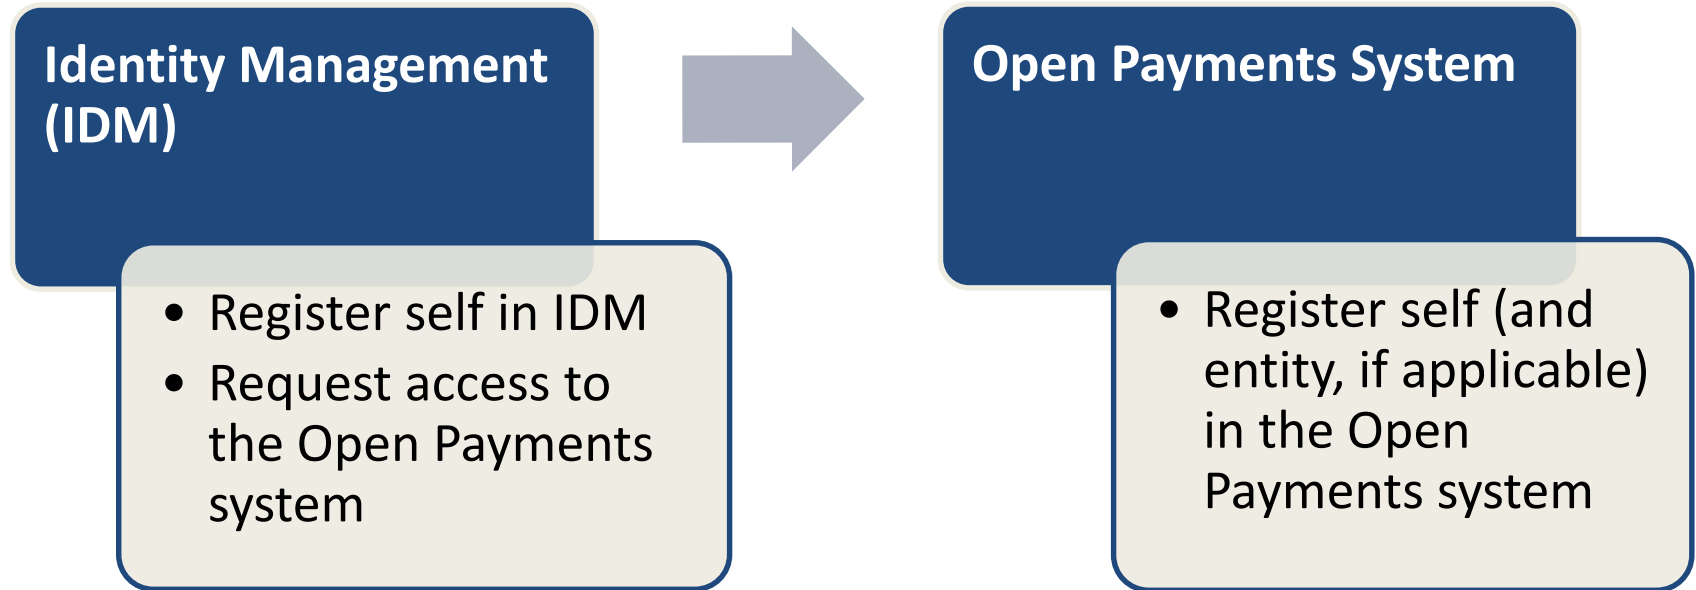 Identity Management
(IDM)
• Register self in IDM
• Request access to
the Open Payments
system
Open Payments System
• Register self (and
entity, if applicable)
in the Open
Payments system